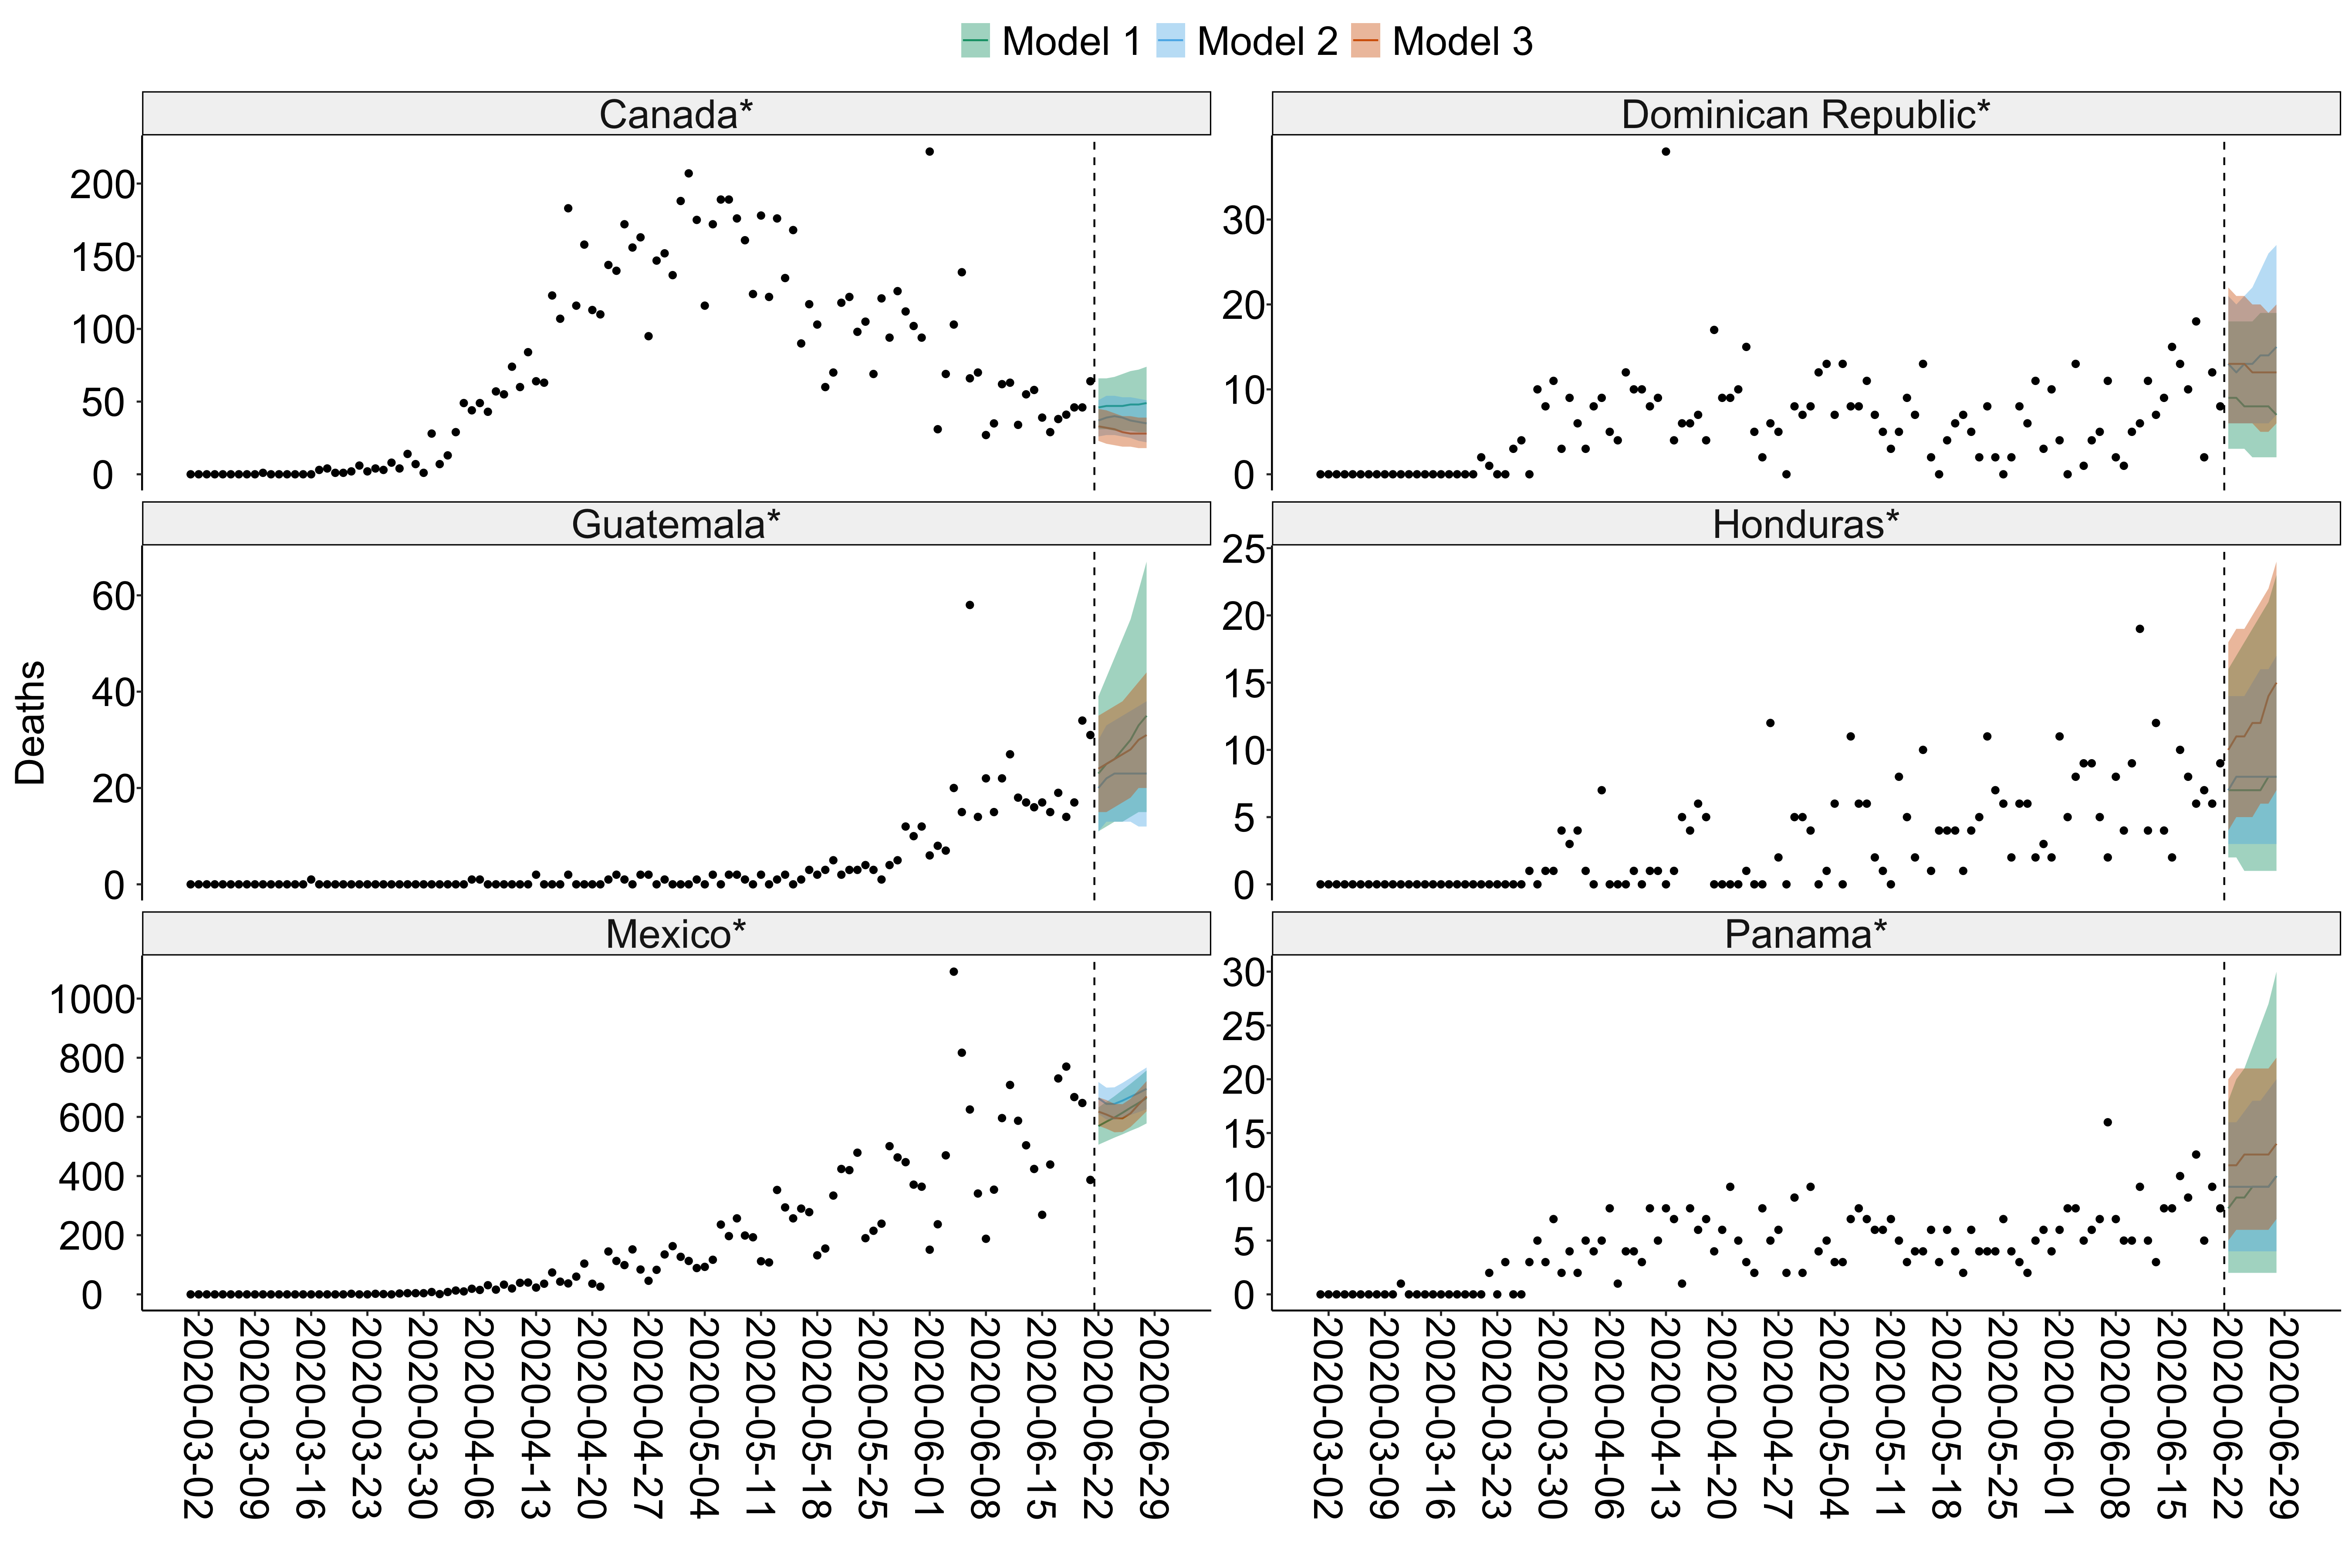 Model 1 Model 2 Model 3
Canada* Dominican Republic*
200 150 100 50 0
30 20 10 0
Guatemala* Honduras*
60 40 20 0
25 20 15 10 5 0
Deaths
Mexico* Panama*
1000 800 600 400 200 0
30 25 20 15 10 5 0
2020-03-02 2020-03-09 2020-03-16 2020-03-23 2020-03-30 2020-04-06 2020-04-13 2020-04-20 2020-04-27 2020-05-04 2020-05-11 2020-05-18 2020-05-25 2020-06-01 2020-06-08 2020-06-15 2020-06-22 2020-06-29
2020-03-02 2020-03-09 2020-03-16 2020-03-23 2020-03-30 2020-04-06 2020-04-13 2020-04-20 2020-04-27 2020-05-04 2020-05-11 2020-05-18 2020-05-25 2020-06-01 2020-06-08 2020-06-15 2020-06-22 2020-06-29